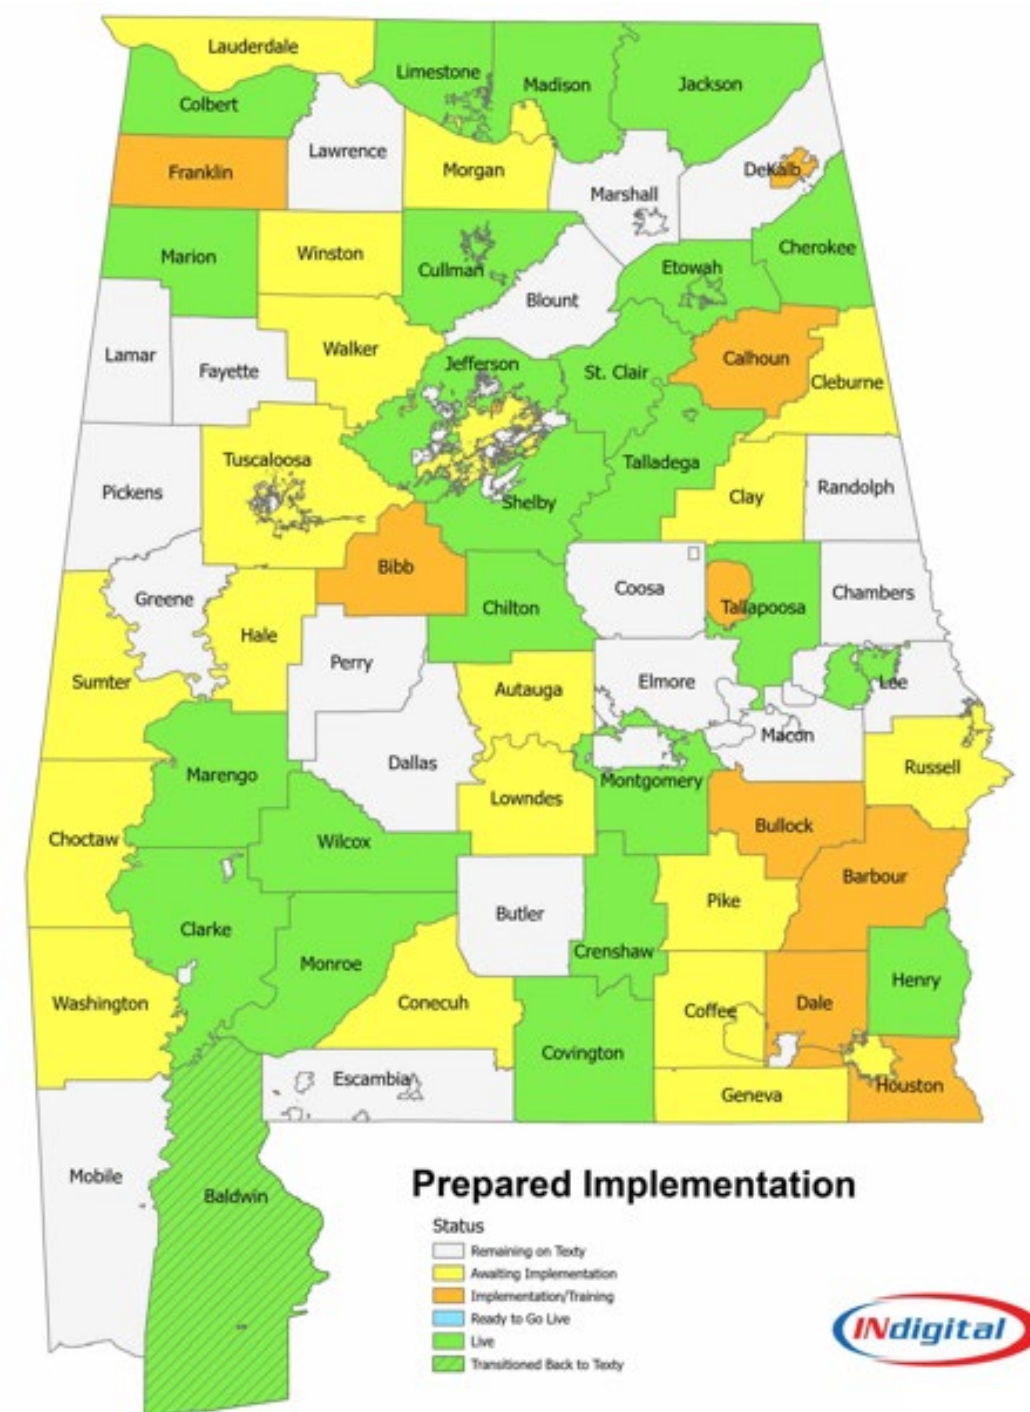 Lauderdale
Limestone
Madison
Jackson
Colbert
Lawrence
Franklin
Morgan
DeKalb
Marshall
Marion
Winston
Cullman
Etowah
Cherokee
Blount
Lamar
Fayette
Walker
Jefferson
St. Clair
Calhoun
Cleburne
Tuscaloosa
Talladega
Pickens
Shelby
Clay
Randolph
Bibb
Greene
Chilton
Coosa
Tallapoosa
Chambers
Hale
Perry
Sumter
Autauga
Elmore
Lee
Marengo
Dallas
Macon
Montgomery
Russell
Lowndes
Choctaw
Wilcox
Bullock
Barbour
Clarke
Butler
Pike
Monroe
Crenshaw
Henry
Washington
Conecuh
Coffee
Dale
Covington
Escambia
Geneva
Houston
Mobile
Baldwin
Prepared Implementation
Status
Remaining on Texty
Awaiting Implementation
Implementation/Training
Ready to Go Live
Live
Transitioned Back to Texty
INdigital